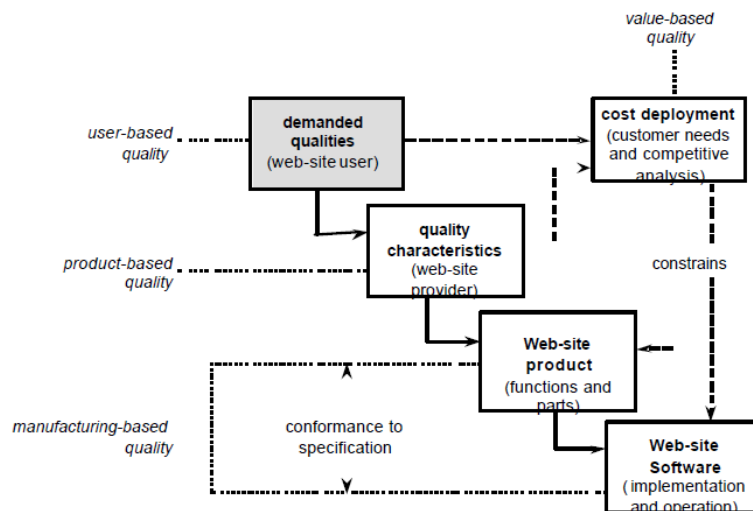 value-based
quality
demanded
qualities
(web-site user)
cost deployment
(customer needs
and competitive
analysis)
user-based
quality
quality
characteristics
(web-site
provider)
product-based
quality
constrains
Web-site
product
(functions and
parts)
manufacturing-based
quality
conformance to
specification
Web-site
Software
( implementation
and operation)